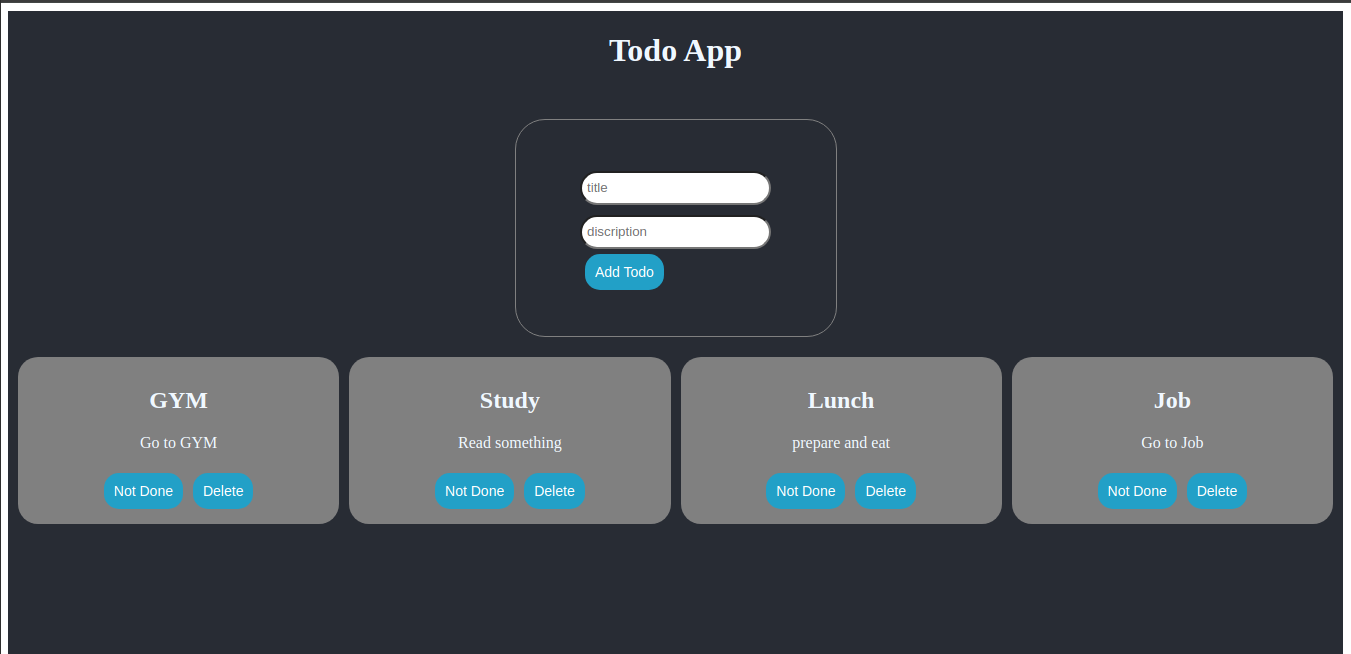 Todo App
title
discription
Add Todo
GYM
Go to GYM
Not Done Delete
Study
Read something
Not Done Delete
Lunch
prepare and eat
Not Done Delete
Job
Go to Job
Not Done Delete